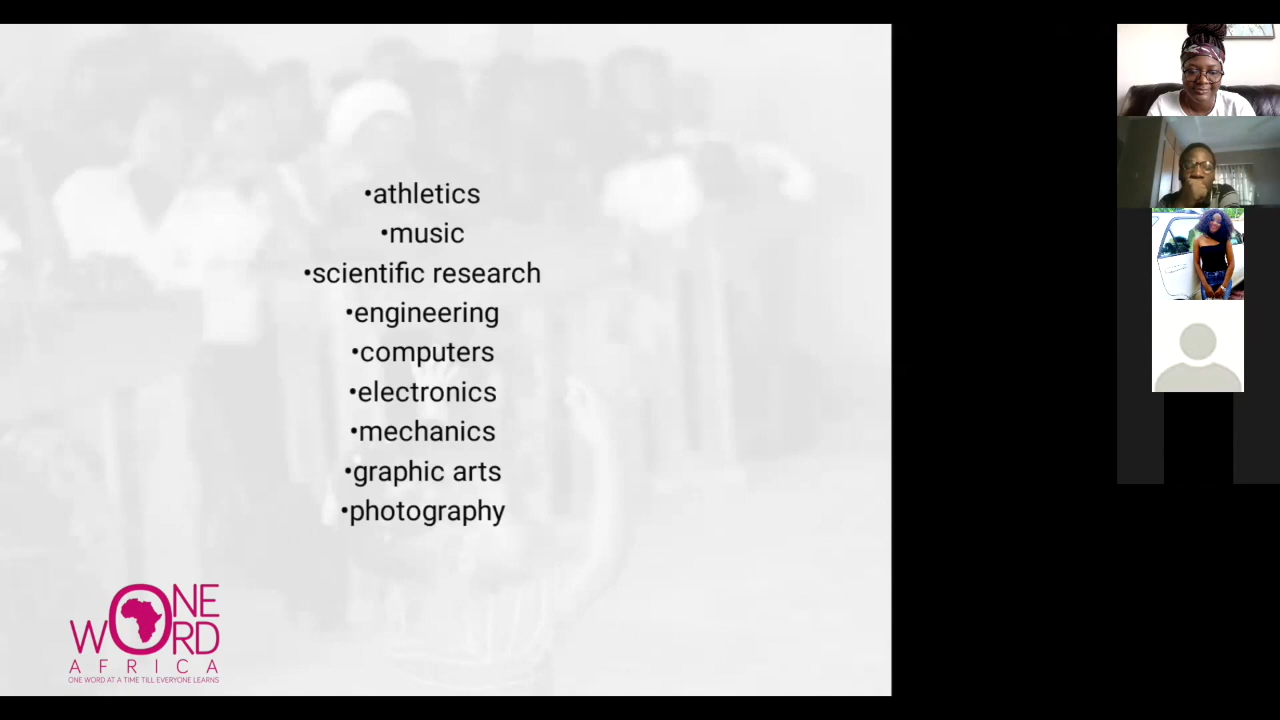 •athletics
•music
•scientific research
•engineering
•computers
•electronics
•mechanics
•graphic arts
•photography
ONE
WORD
AFRICA
ONE WORD AT A TIME TILL EVERYONE LEARNS